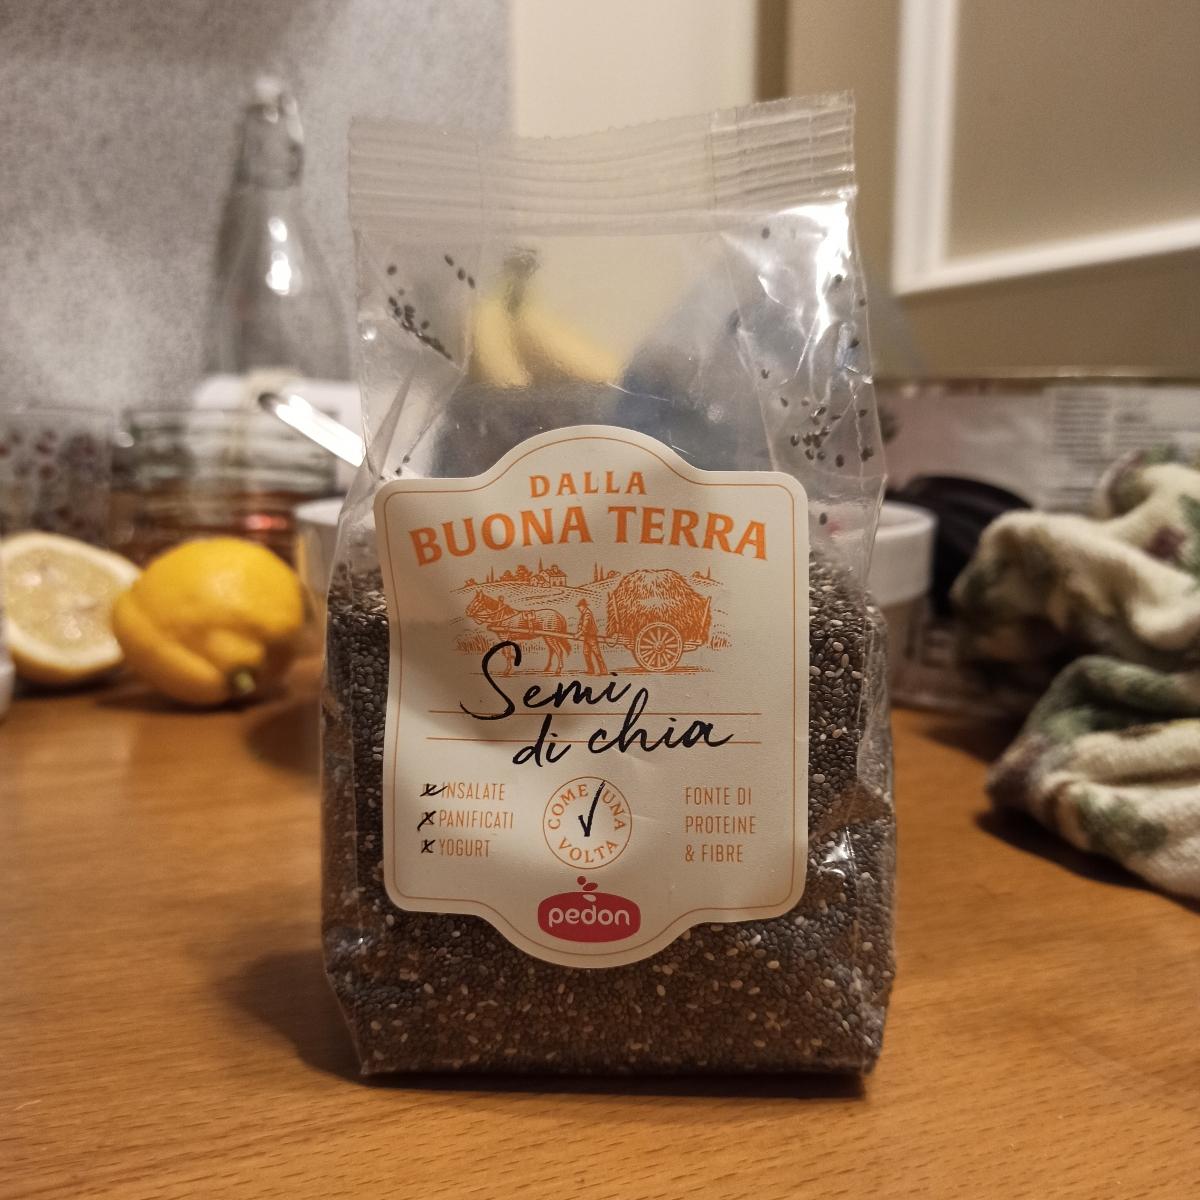 DALLA
BUONA TERRA
Semi
di chia
INSALATE
PANIFICATI
YOGURT
COME UNA
VOLTA
FONTE DI
PROTEINE
& FIBRE
pedon